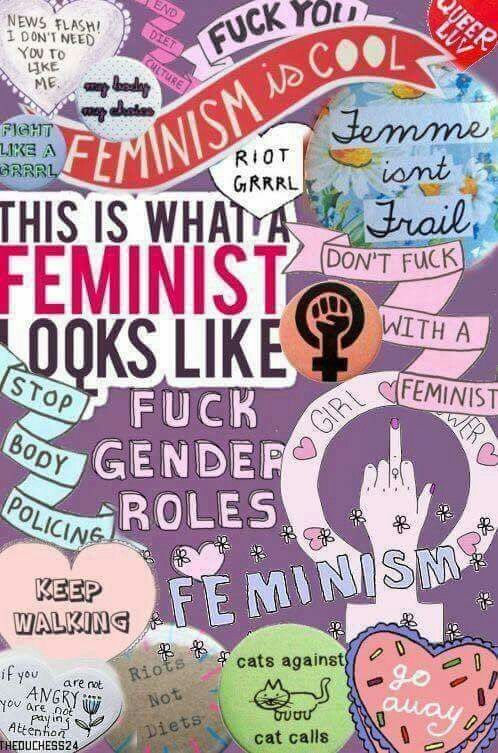 NEWS FLASH!
I DON'T NEED
YOU TO
LIKE
ME.
END
DIET
CULTURE
FUCK YOU
QUEER
LUV
my body
my choice
FEMINISM is COOL
FIGHT
LIKE A
GRRRL
RIOT
GRRRL
Femme
isnt
Frail
THIS IS WHAT A
FEMINIST
LOOKS LIKE
DON'T FUCK
WITH A
FEMINIST
STOP
BODY
POLICING
FUCK
GENDER
ROLES
GIRL POWER
FEMINISM
KEEP
WALKING
if you are not
ANGRY
you are not
paying
Attention
THEDUCHESS24
Riots
Not
Diets
cats against
cat calls
go
away